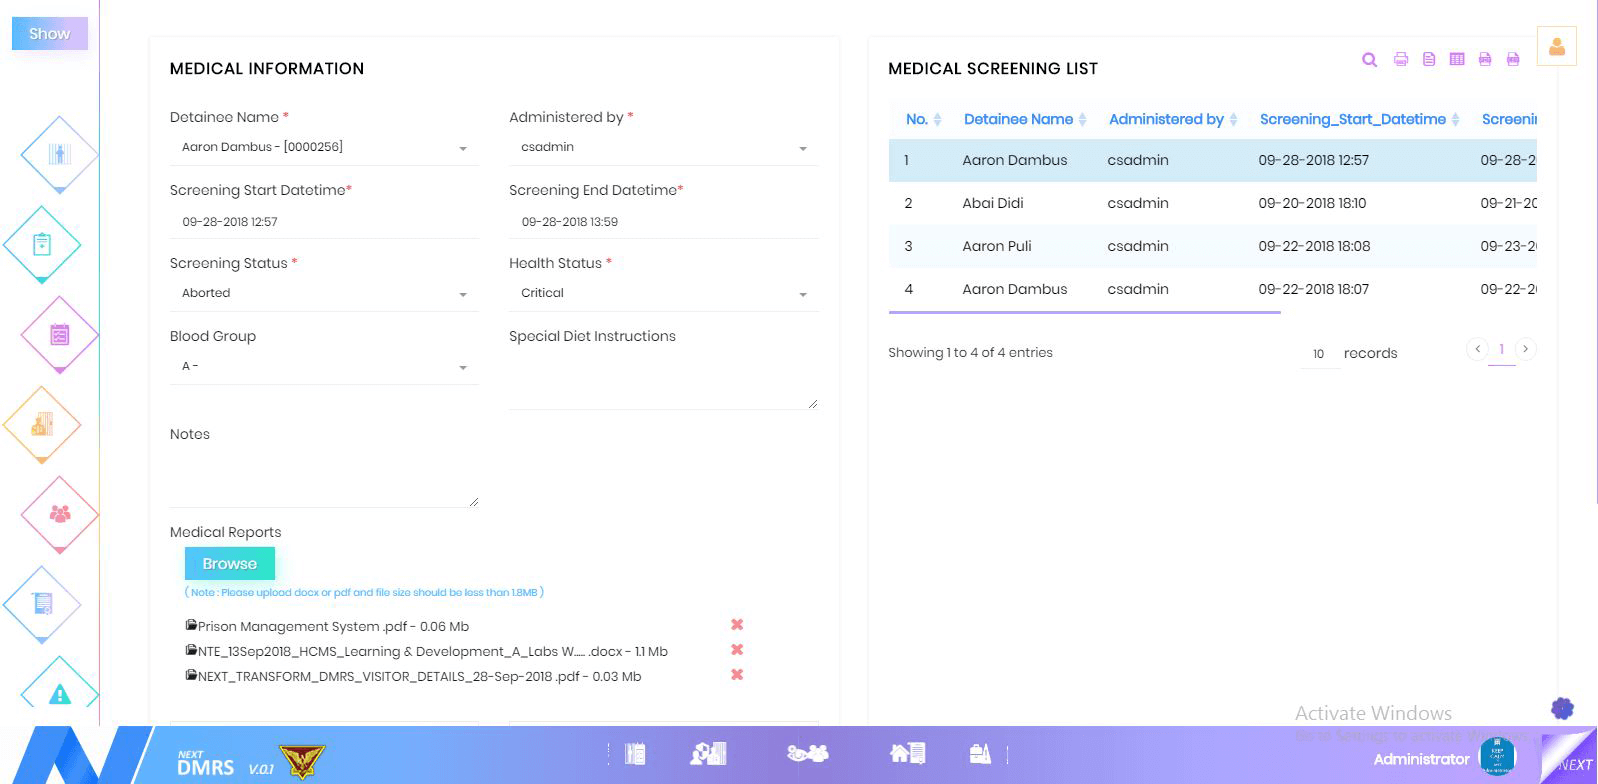 Show
MEDICAL INFORMATION
Detainee Name *
Administered by *
Aaron Dambus - [0000256]
csadmin
Screening Start Datetime*
Screening End Datetime*
09-28-2018 12:57
09-28-2018 13:59
Screening Status *
Health Status *
Aborted
Critical
Blood Group
Special Diet Instructions
A -
Notes
Medical Reports
Browse
( Note : Please upload docx or pdf and file size should be less than 1.8MB )
Prison Management System .pdf - 0.06 Mb
NTE_13Sep2018_HCMS_Learning & Development_A_Labs W..... .docx - 1.1 Mb
NEXT_TRANSFORM_DMRS_VISITOR_DETAILS_28-Sep-2018 .pdf - 0.03 Mb
MEDICAL SCREENING LIST
No. Detainee Name Administered by Screening_Start_Datetime Screenin
1 Aaron Dambus csadmin 09-28-2018 12:57 09-28-2
2 Abai Didi csadmin 09-20-2018 18:10 09-21-20
3 Aaron Puli csadmin 09-22-2018 18:08 09-23-2
4 Aaron Dambus csadmin 09-22-2018 18:07 09-22-2
Showing 1 to 4 of 4 entries
10 records
1
Activate Windows
Go to Settings to activate Windows.
NEXT
DMRS V.0.1
Administrator
KEEP
CALM
NEXT